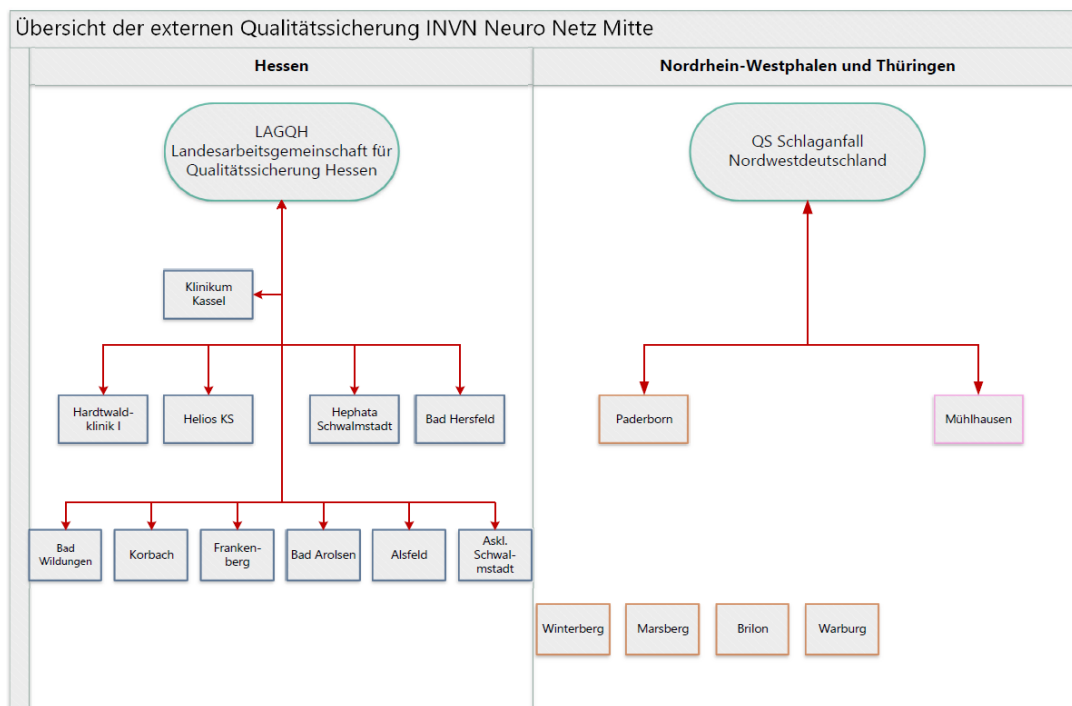 Übersicht der externen Qualitätssicherung INVN Neuro Netz Mitte
Hessen
Nordrhein-Westphalen und Thüringen
LAGQH
Landesarbeitsgemeinschaft für
Qualitätssicherung Hessen
QS Schlaganfall
Nordwestdeutschland
Klinikum
Kassel
Hardtwald-
klinik I
Helios KS
Hephata
Schwalmstadt
Bad Hersfeld
Paderborn
Mühlhausen
Bad
Wildungen
Korbach
Franken-
berg
Bad Arolsen
Alsfeld
Askl.
Schwal-
mstadt
Winterberg
Marsberg
Brilon
Warburg